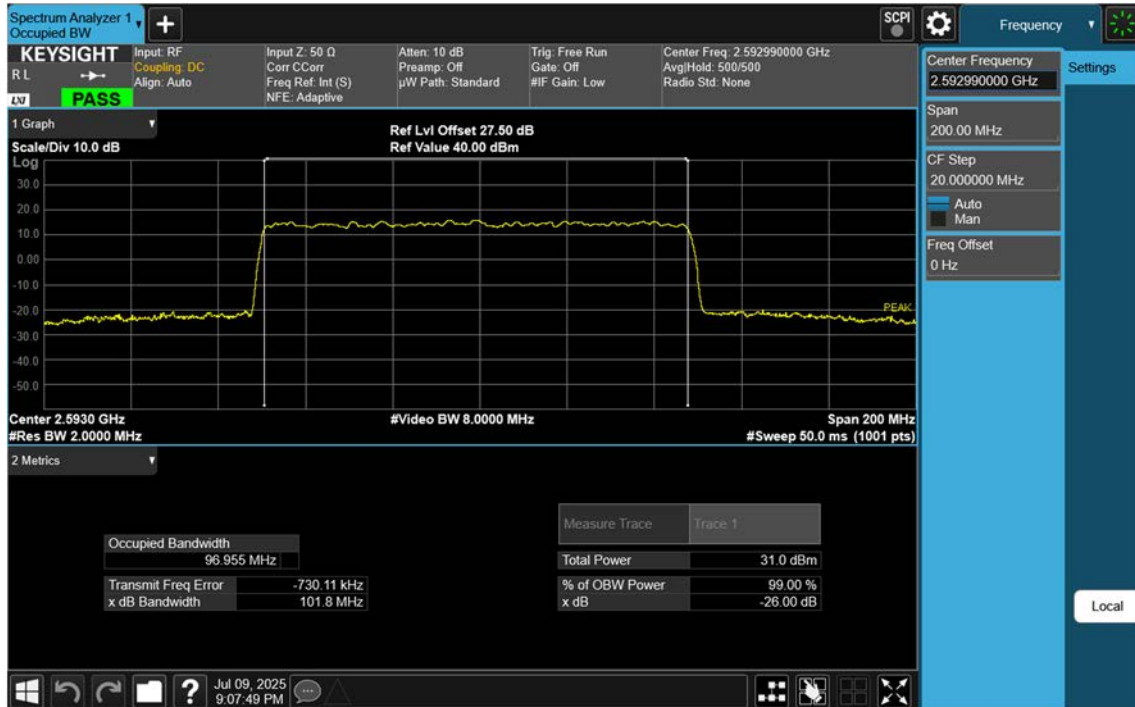 Spectrum Analyzer 1
Occupied BW
SCPI
Frequency
KEYSIGHT
R L
LXI
PASS
Input: RF
Coupling: DC
Align: Auto
Input Z: 50 Ω
Corr CCorr
Freq Ref: Int (S)
NFE: Adaptive
Atten: 10 dB
Preamp: Off
µW Path: Standard
Trig: Free Run
Gate: Off
#IF Gain: Low
Center Freq: 2.592990000 GHz
Avg|Hold: 500/500
Radio Std: None
Center Frequency
2.592990000 GHz
Settings
Span
200.00 MHz
CF Step
20.000000 MHz
Auto
Man
Freq Offset
0 Hz
1 Graph
Scale/Div 10.0 dB
Ref Lvl Offset 27.50 dB
Ref Value 40.00 dBm
Log
30.0
20.0
10.0
0.00
-10.0
-20.0
-30.0
-40.0
-50.0
PEAK
Center 2.5930 GHz
#Res BW 2.0000 MHz
#Video BW 8.0000 MHz
Span 200 MHz
#Sweep 50.0 ms (1001 pts)
2 Metrics
Measure Trace Trace 1
Occupied Bandwidth
96.955 MHz
Total Power 31.0 dBm
Transmit Freq Error -730.11 kHz
% of OBW Power 99.00 %
x dB Bandwidth 101.8 MHz
x dB -26.00 dB
Local
?
Jul 09, 2025
9:07:49 PM